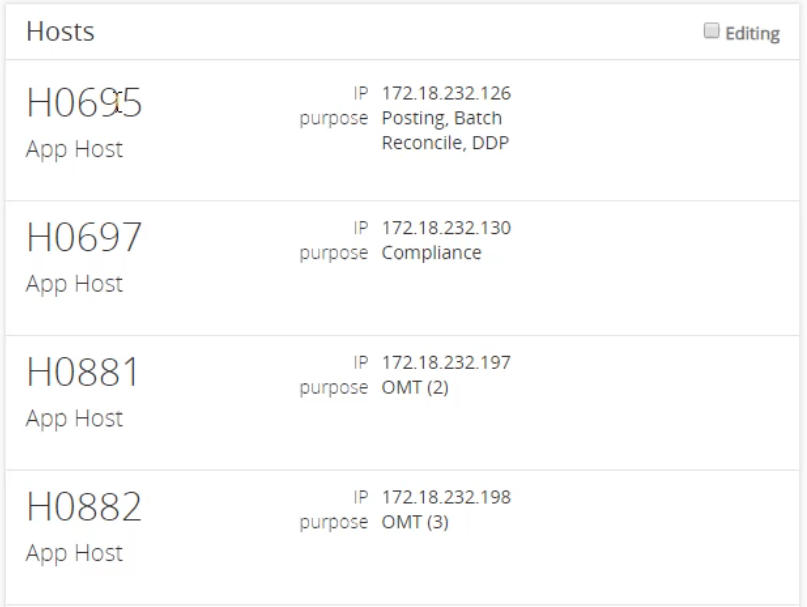 Hosts
Editing
H0695
App Host
IP 172.18.232.126
purpose Posting, Batch
Reconcile, DDP
H0697
App Host
IP 172.18.232.130
purpose Compliance
H0881
App Host
IP 172.18.232.197
purpose OMT (2)
H0882
App Host
IP 172.18.232.198
purpose OMT (3)